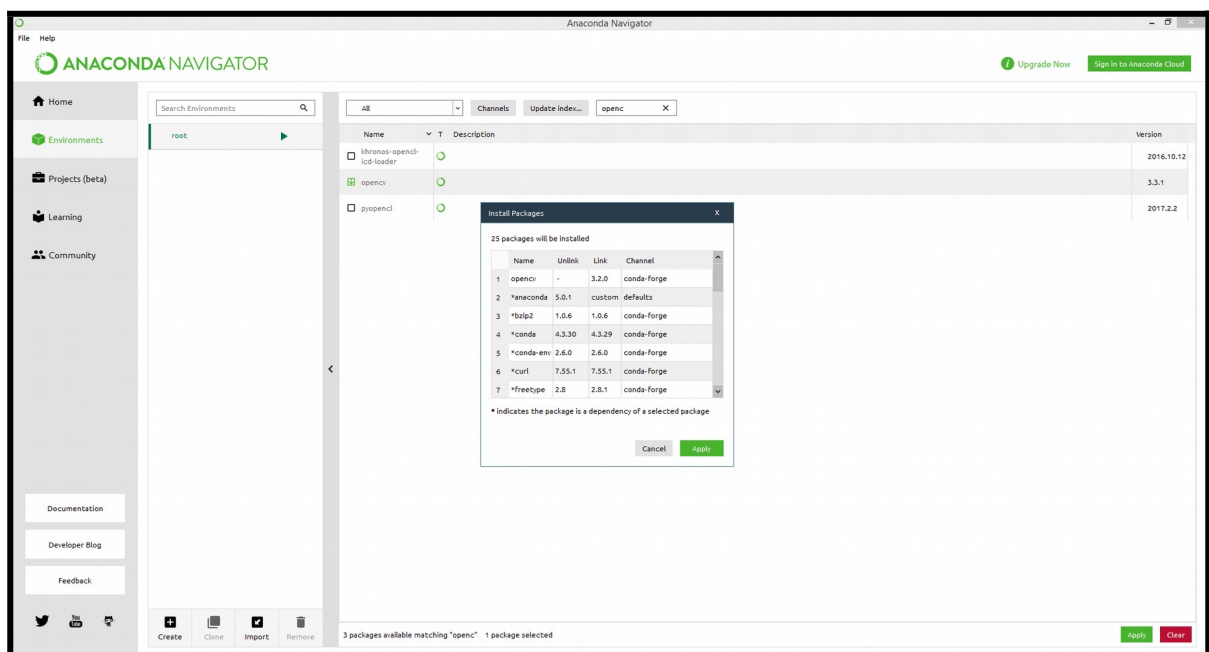 Anaconda Navigator
File Help
ANACONDA NAVIGATOR
Upgrade Now
Sign in to Anaconda Cloud
Home
Environments
Projects (beta)
Learning
Community
Documentation
Developer Blog
Feedback
You Tube
Search Environments
root
Create Clone Import Remove
All Channels Update index... openc X
Name T Description Version
khronos-opencl-
icd-loader 2016.10.12
opencv 3.3.1
pyopencl 2017.2.2
Install Packages X
25 packages will be installed
Name Unlink Link Channel
1 opencv - 3.2.0 conda-forge
2 *anaconda 5.0.1 custom defaults
3 *bzip2 1.0.6 1.0.6 conda-forge
4 *conda 4.3.30 4.3.29 conda-forge
5 *conda-env 2.6.0 2.6.0 conda-forge
6 *curl 7.55.1 7.55.1 conda-forge
7 *freetype 2.8 2.8.1 conda-forge
* indicates the package is a dependency of a selected package
Cancel Apply
3 packages available matching "openc" 1 package selected
Apply Clear